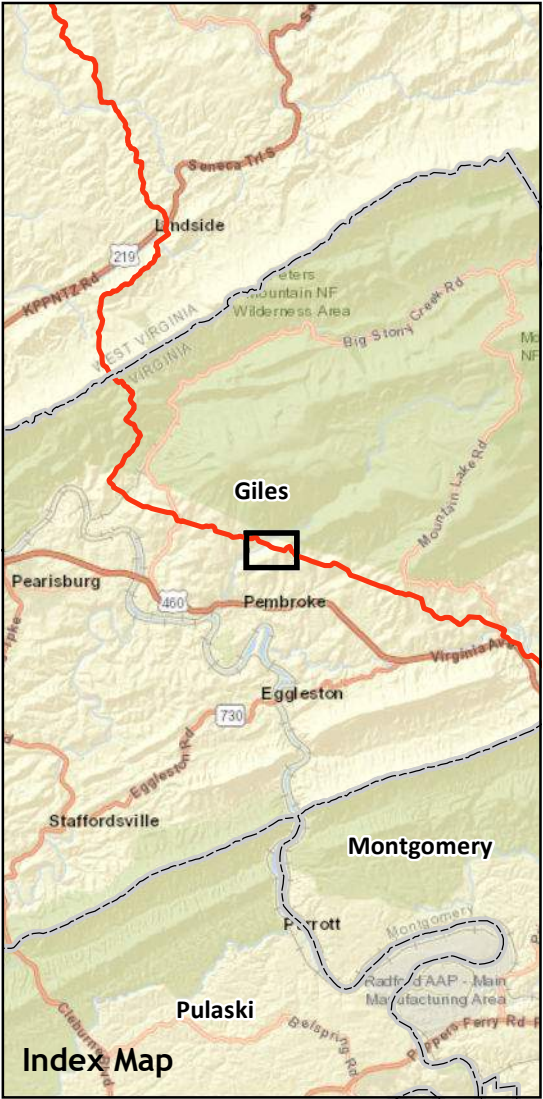 Seneca Trl S
Lindside
219
KPPNTZ Rd
Peters
Mountain NF
Wilderness Area
Big Stony Creek Rd
WEST VIRGINIA
VIRGINIA
Mo
NF
Mountain Lake Rd
Giles
Pearisburg
460
Pembroke
Virginia Ave
Eggleston
730
Eggleston Rd
Staffordsville
Montgomery
Parrott
Montgomery
Radford AAP - Main
Manufacturing Area
Pulaski
Belspring Rd
Peppers Ferry Rd
Index Map